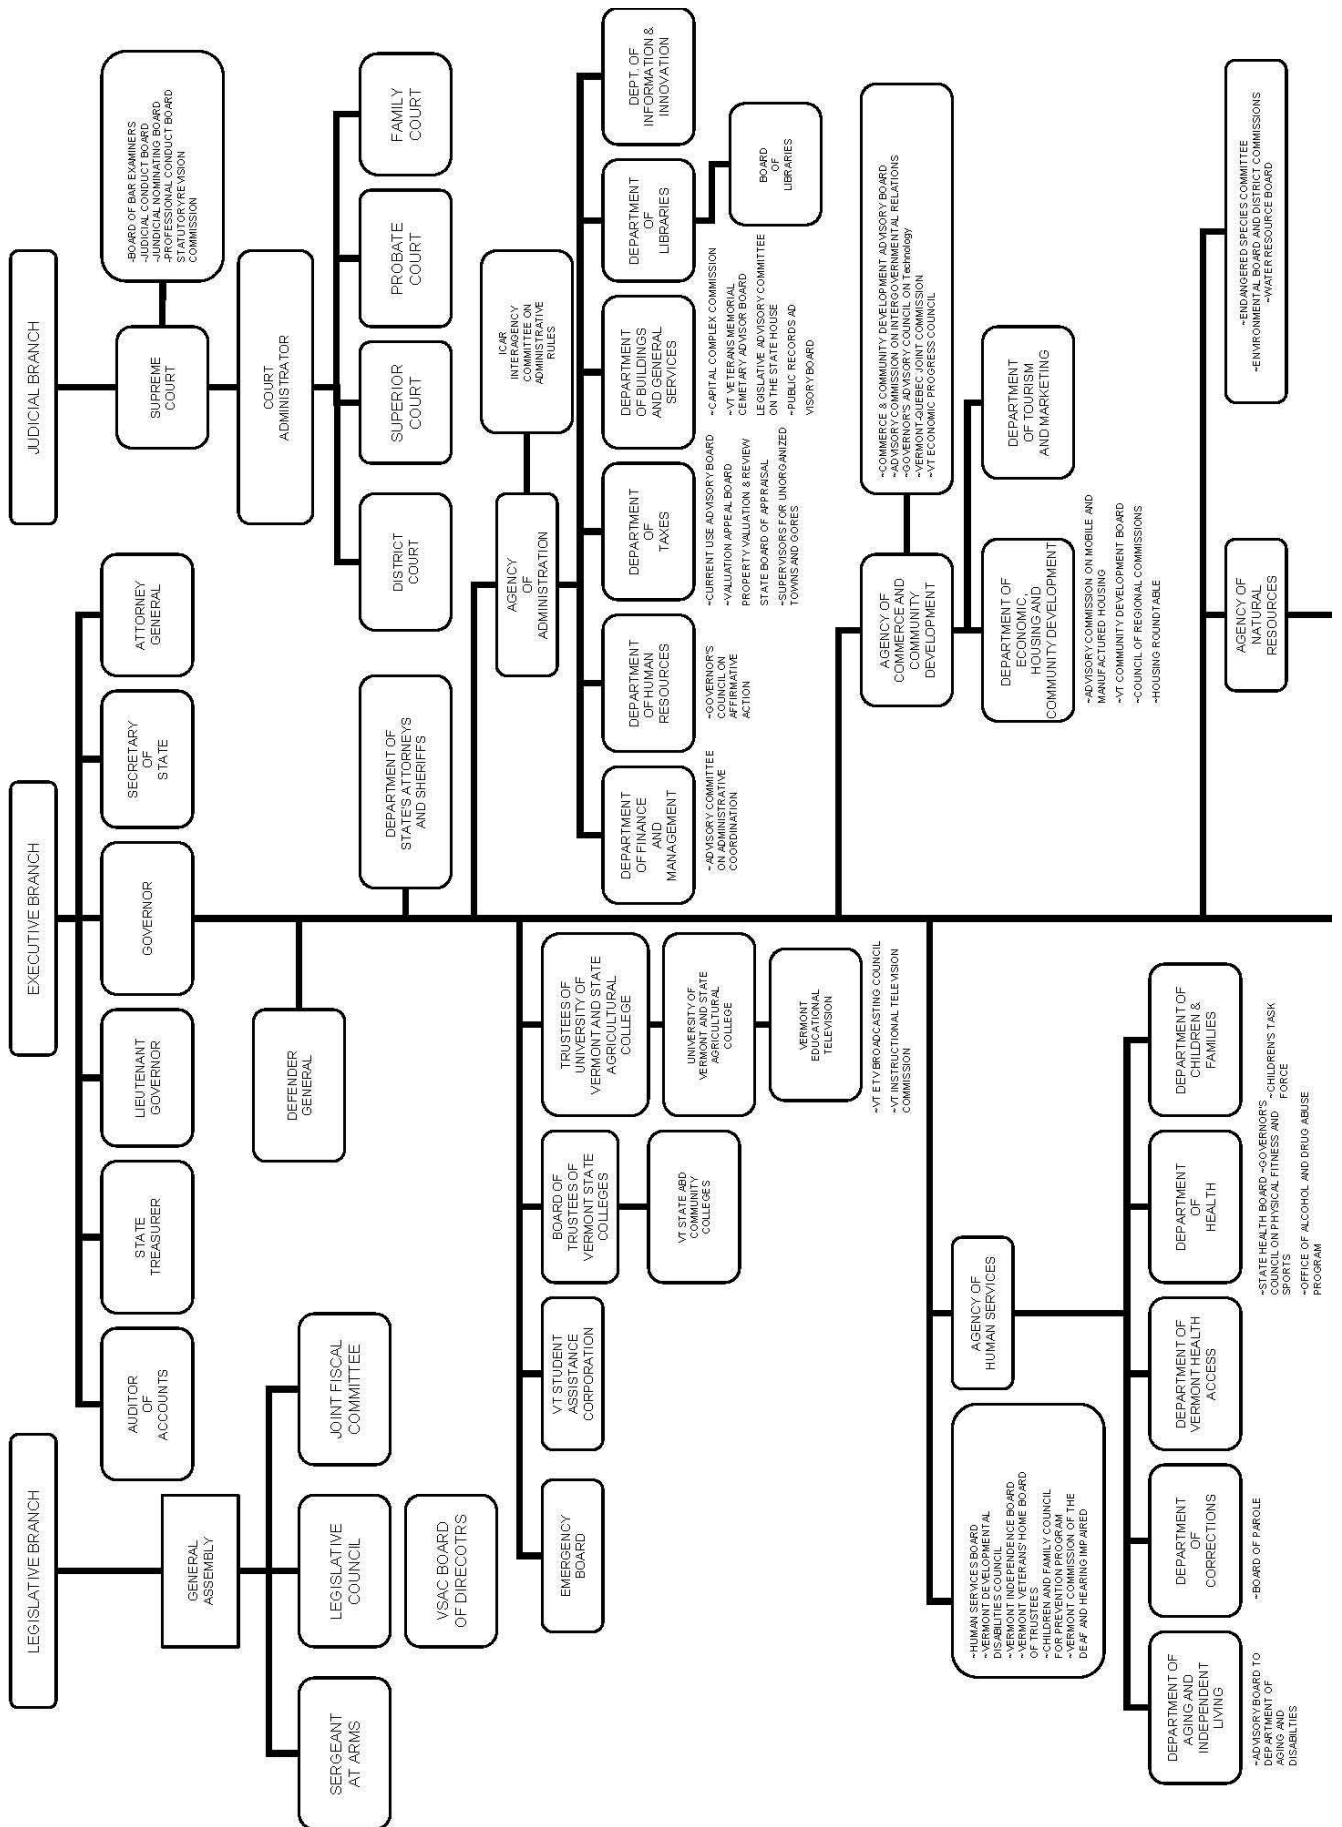 LEGISLATIVE BRANCH
EXECUTIVE BRANCH
JUDICIAL BRANCH
GENERAL
ASSEMBLY
SERGEANT
AT ARMS
LEGISLATIVE
COUNCIL
JOINT FISCAL
COMMITTEE
VSAC BOARD
OF DIRECOTRS
AUDITOR
OF
ACCOUNTS
STATE
TREASURER
LIEUTENANT
GOVERNOR
GOVERNOR
SECRETARY
OF
STATE
ATTORNEY
GENERAL
SUPREME
COURT
-BOARD OF BAR EXAMINERS
-JUDICIAL CONDUCT BOARD
-JUNDICIAL NOMINATING BOARD
-PROFESSIONAL CONDUCT BOARD
STATUTORY REVISION
COMMISSION
COURT
ADMINISTRATOR
DISTRICT
COURT
SUPERIOR
COURT
PROBATE
COURT
FAMILY
COURT
DEFENDER
GENERAL
DEPARTMENT OF
STATE'S ATTORNEYS
AND SHERIFFS
AGENCY
OF
ADMINISTRATION
ICAR
INTERAGENCY
COMMITTEE ON
ADMINISTRATIVE
RULES
EMERGENCY
BOARD
VT STUDENT
ASSISTANCE
CORPORATION
BOARD OF
TRUSTEES OF
VERMONT STATE
COLLEGES
VT STATE ABD
COMMUNITY
COLLEGES
TRUSTEES OF
UNIVERSITY OF
VERMONT AND STATE
AGRICULTURAL
COLLEGE
UNIVERSITY OF
VERMONT AND STATE
AGRICULTURAL
COLLEGE
VERMONT
EDUCATIONAL
TELEVISION
~VT ETV BROADCASTING COUNCIL
~VT INSTRUCTIONAL TELEVISION
COMMISSION
DEPARTMENT
OF FINANCE
AND
MANAGEMENT
~ADVISORY COMMITTEE
ON ADMINISTRATIVE
COORDINATION
DEPARTMENT
OF HUMAN
RESOURCES
~GOVERNOR'S
COUNCIL ON
AFFIRMATIVE
ACTION
DEPARTMENT
OF
TAXES
~CURRENT USE ADVISORY BOARD
~VALUATION APPEAL BOARD
PROPERTY VALUATION & REVIEW
STATE BOARD OF APPRAISAL
~SUPERVISORS FOR UNORGANIZED
TOWNS AND GORES
DEPARTMENT
OF BUILDINGS
AND GENERAL
SERVICES
~CAPITAL COMPLEX COMMISSION
~VT VETERANS MEMORIAL
CEMETARY ADVISOR BOARD
LEGISLATIVE ADVISORY COMMITTEE
ON THE STATE HOUSE
~PUBLIC RECORDS AD
VISORY BOARD
DEPARTMENT
OF
LIBRARIES
BOARD
OF
LIBRARIES
DEPT. OF
INFORMATION &
INNOVATION
AGENCY OF
COMMERCE AND
COMMUNITY
DEVELOPMENT
~COMMERCE & COMMUNITY DEVELOPMENT ADVISORY BOARD
~ADVISORY COMMISSION ON INTERGOVERNMENTAL RELATIONS
~GOVERNOR'S ADVISORY COUNCIL ON Technology
~VERMONT-QUEBEC JOINT COMMISSION
~VT ECONOMIC PROGRESS COUNCIL
DEPARTMENT OF
ECONOMIC,
HOUSING AND
COMMUNITY DEVELOPMENT
~ADVISORY COMMISSION ON MOBILE AND
MANUFACTURED HOUSING
~VT COMMUNITY DEVELOPMENT BOARD
~COUNCIL OF REGIONAL COMMISSIONS
~HOUSING ROUNDTABLE
DEPARTMENT
OF TOURISM
AND MARKETING
~HUMAN SERVICES BOARD
~VERMONT DEVELOPMENTAL
DISABILITIES COUNCIL
~VERMONT INDEPENDENCE BOARD
~VERMONT VETERANS' HOME BOARD
OF TRUSTEES
~CHILDREN AND FAMILY COUNCIL
FOR PREVENTION PROGRAM
~VERMONT COMMISSION OF THE
DEAF AND HEARING IMPAIRED
AGENCY OF
HUMAN SERVICES
DEPARTMENT OF
AGING AND
INDEPENDENT
LIVING
~ADVISORY BOARD TO
DEPARTMENT OF
AGING AND
DISABILTIES
DEPARTMENT
OF
CORRECTIONS
~BOARD OF PAROLE
DEPARTMENT OF
VERMONT HEALTH
ACCESS
DEPARTMENT
OF
HEALTH
~STATE HEALTH BOARD ~GOVERNOR'S
COUNCIL ON PHYSICAL FITNESS AND
SPORTS
~OFFICE OF ALCOHOL AND DRUG ABUSE
PROGRAM
DEPARTMENT OF
CHILDREN &
FAMILIES
~CHILDREN'S TASK
FORCE
AGENCY OF
NATURAL
RESOURCES
~ENDANGERED SPECIES COMMITTEE
~ENVIRONMENTAL BOARD AND DISTRICT COMMISSIONS
~WATER RESOURCE BOARD